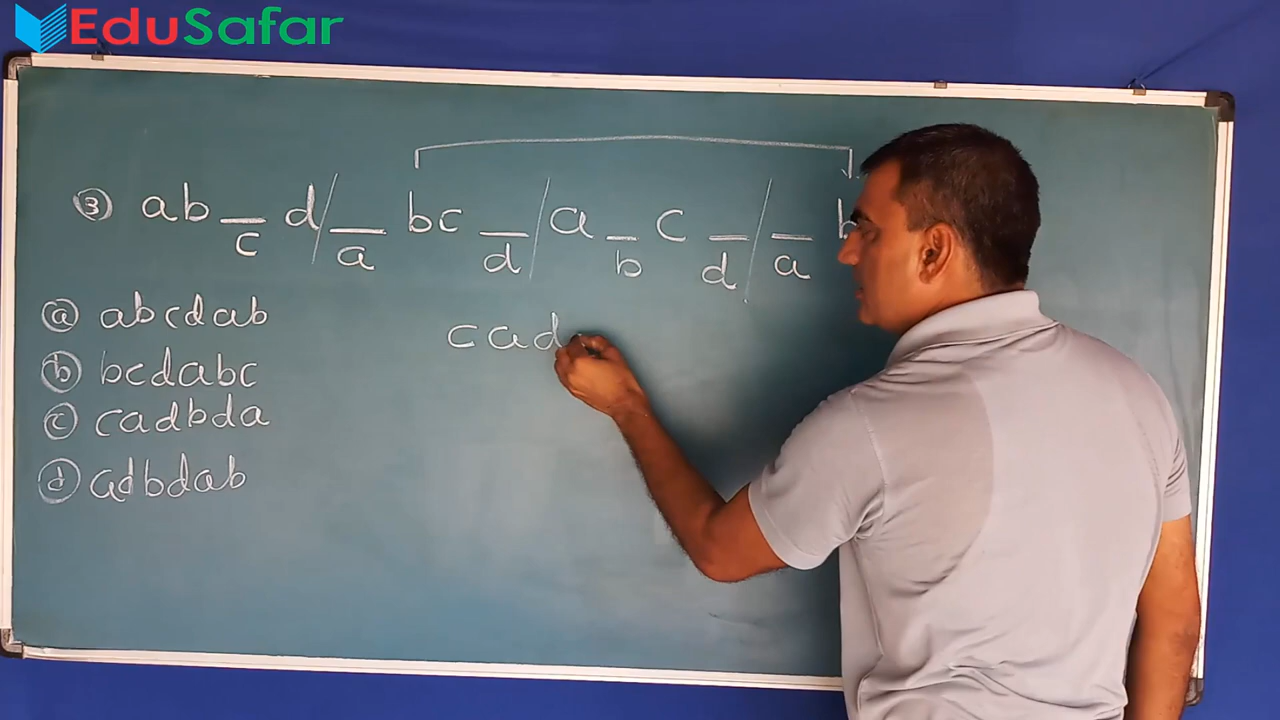 EduSafar
③ ab _ d / _ bc _ / a _ c _ / _ b
c a d b d a
ⓐ abcdab
ⓑ bcdabc
ⓒ cadbda
ⓓ adbdab
cad